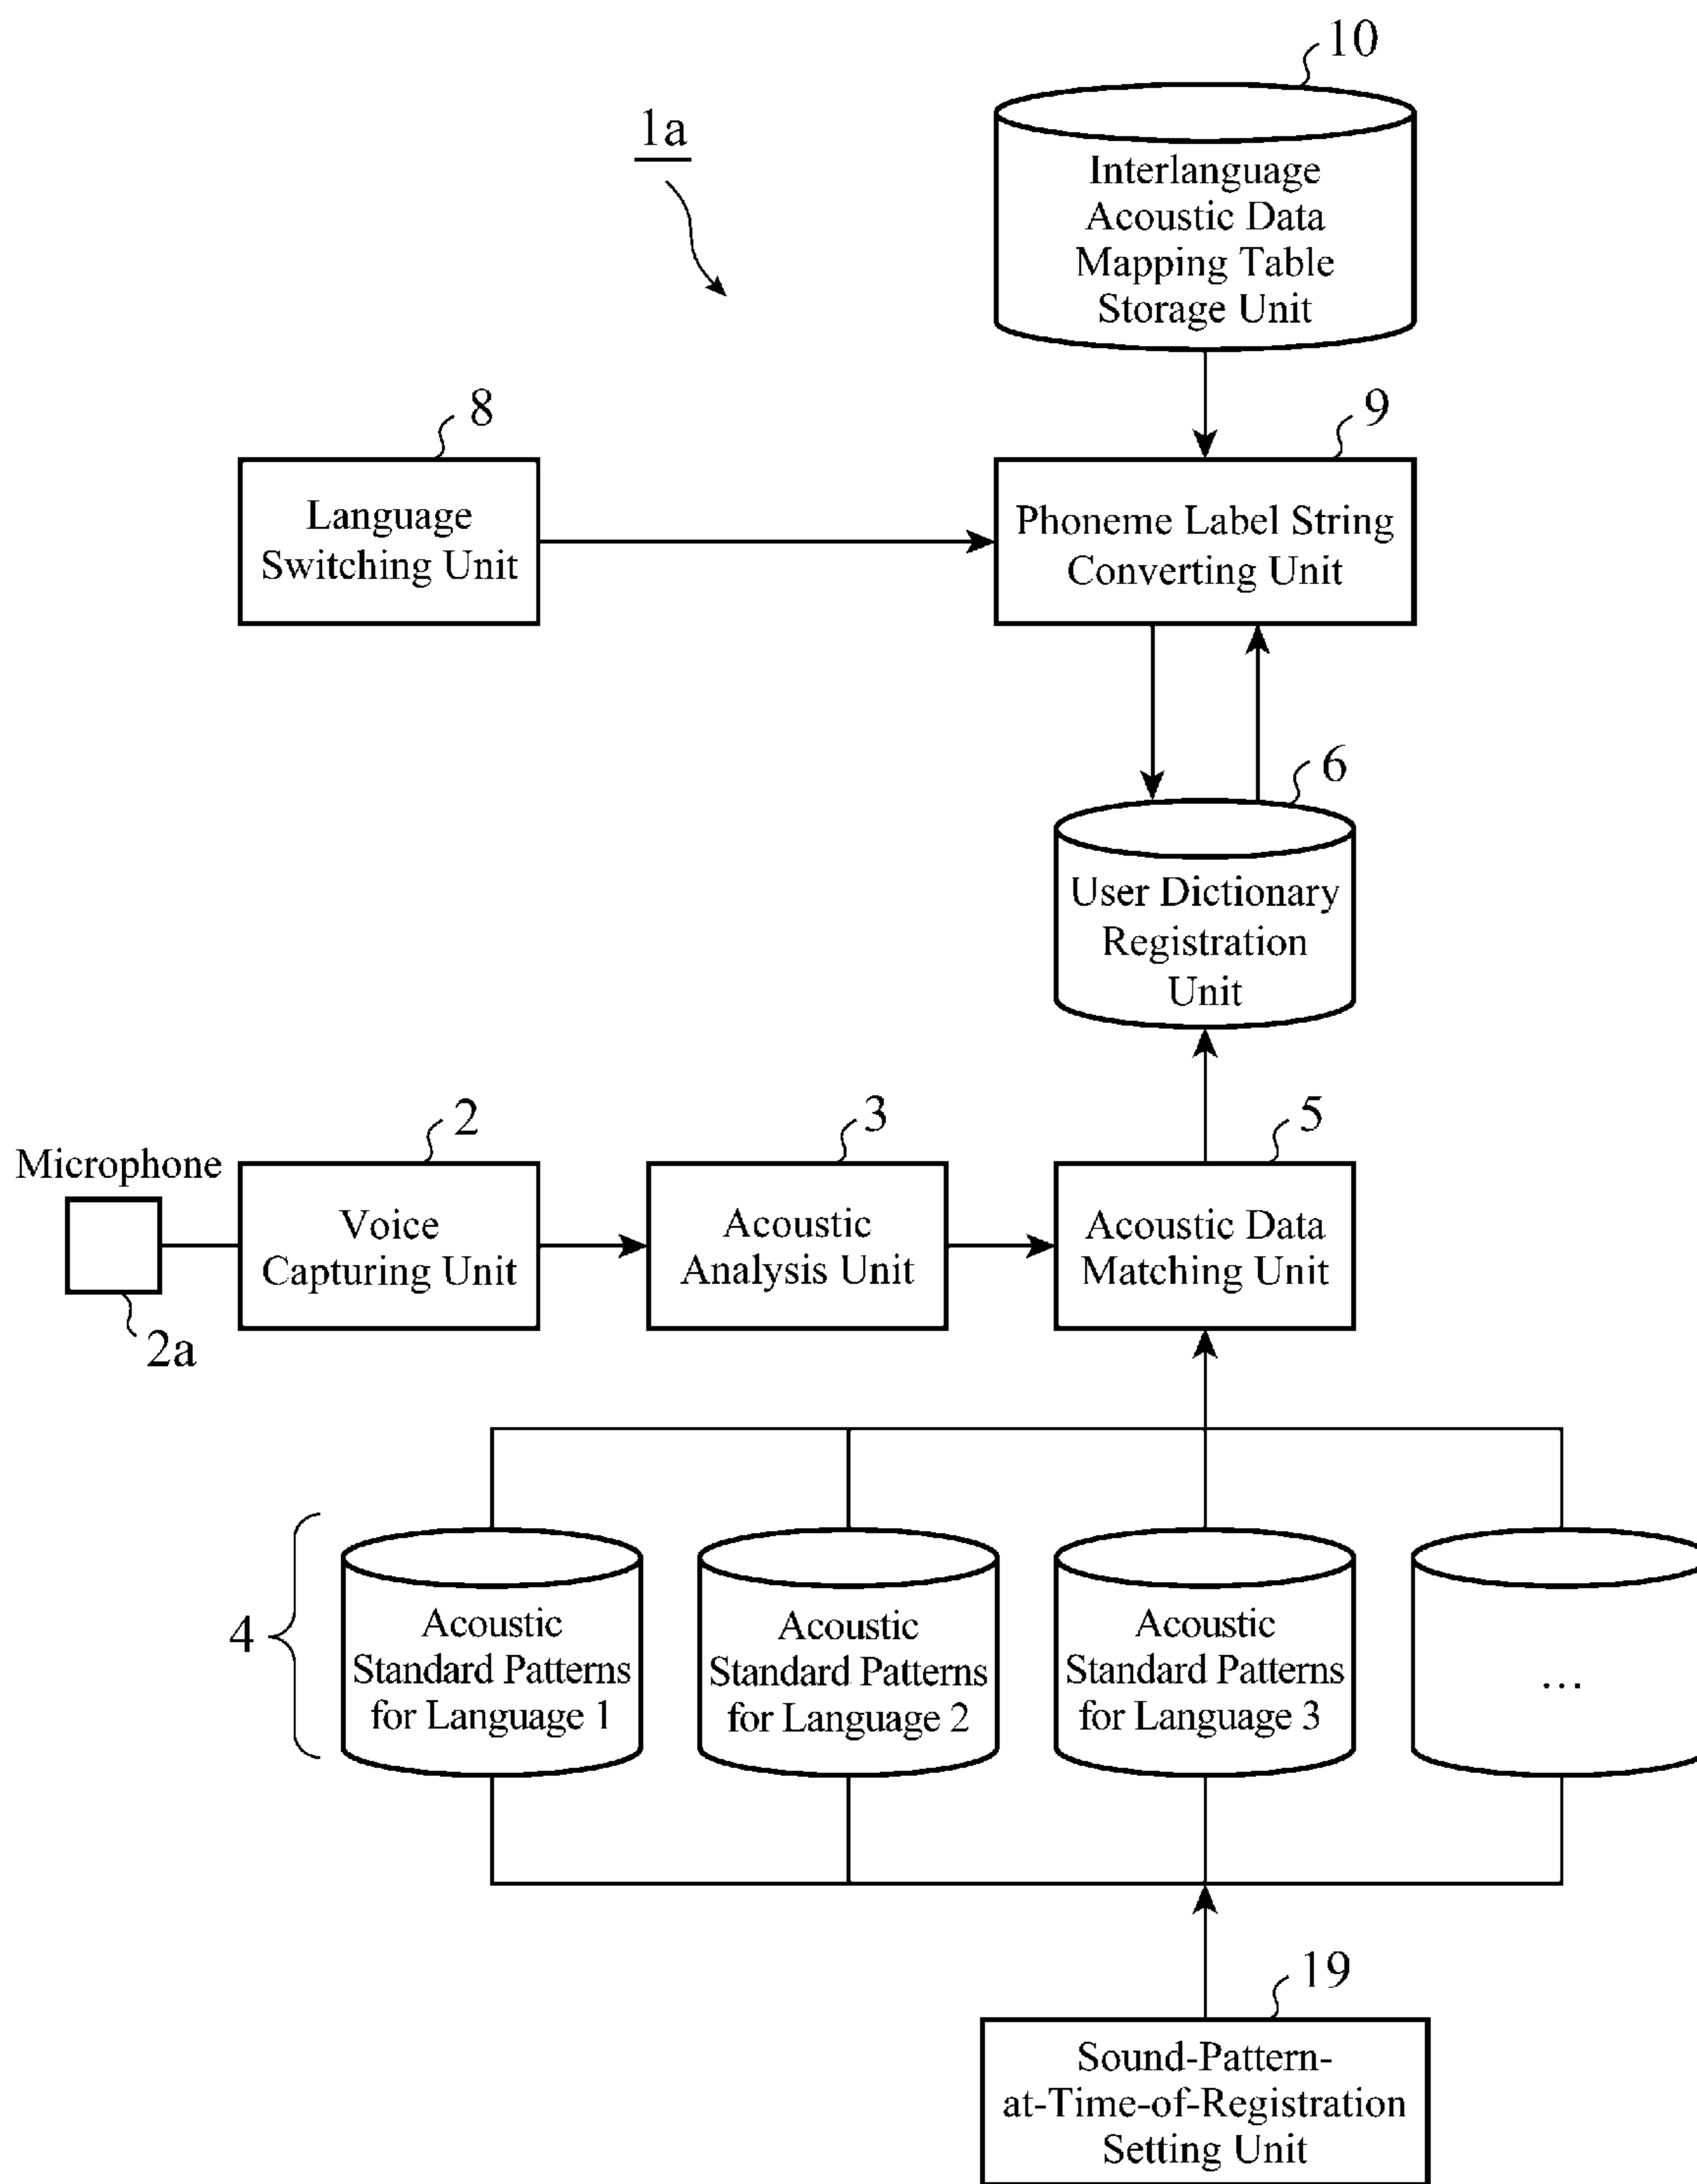 10
1a
Interlanguage
Acoustic Data
Mapping Table
Storage Unit
8
9
Language
Switching Unit
Phoneme Label String
Converting Unit
6
User Dictionary
Registration
Unit
2
3
5
Microphone
Voice
Capturing Unit
Acoustic
Analysis Unit
Acoustic Data
Matching Unit
2a
4
Acoustic
Standard Patterns
for Language 1
Acoustic
Standard Patterns
for Language 2
Acoustic
Standard Patterns
for Language 3
...
19
Sound-Pattern-
at-Time-of-Registration
Setting Unit